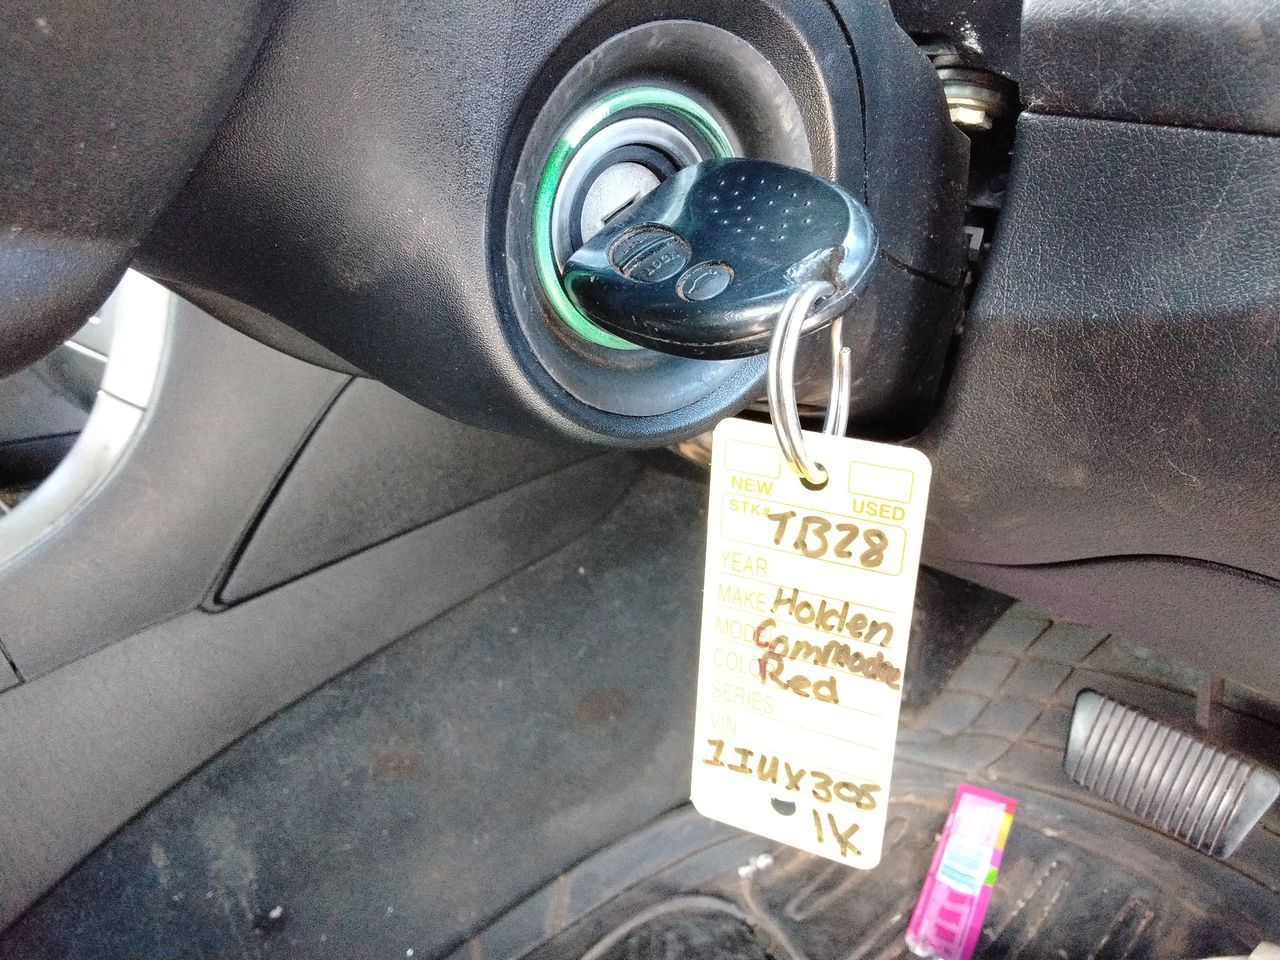 NEW
USED
STK# TB28
YEAR
MAKE Holden
MODEL Commodore
COLOR Red
SERIES
VIN
1IUX305
1K